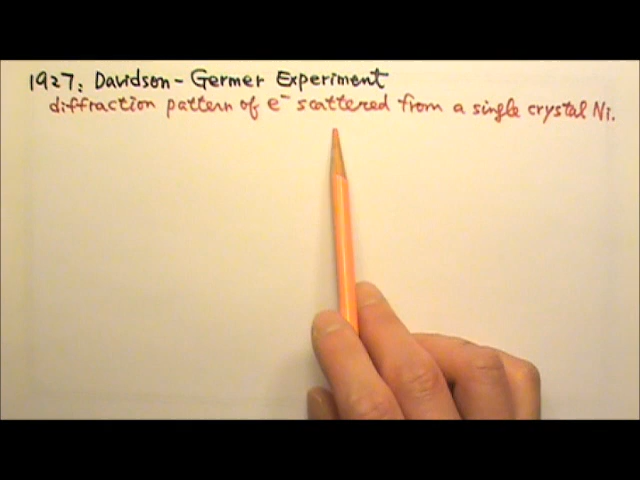 1927: Davidson - Germer Experiment
diffraction pattern of e⁻ scattered from a single crystal Ni.